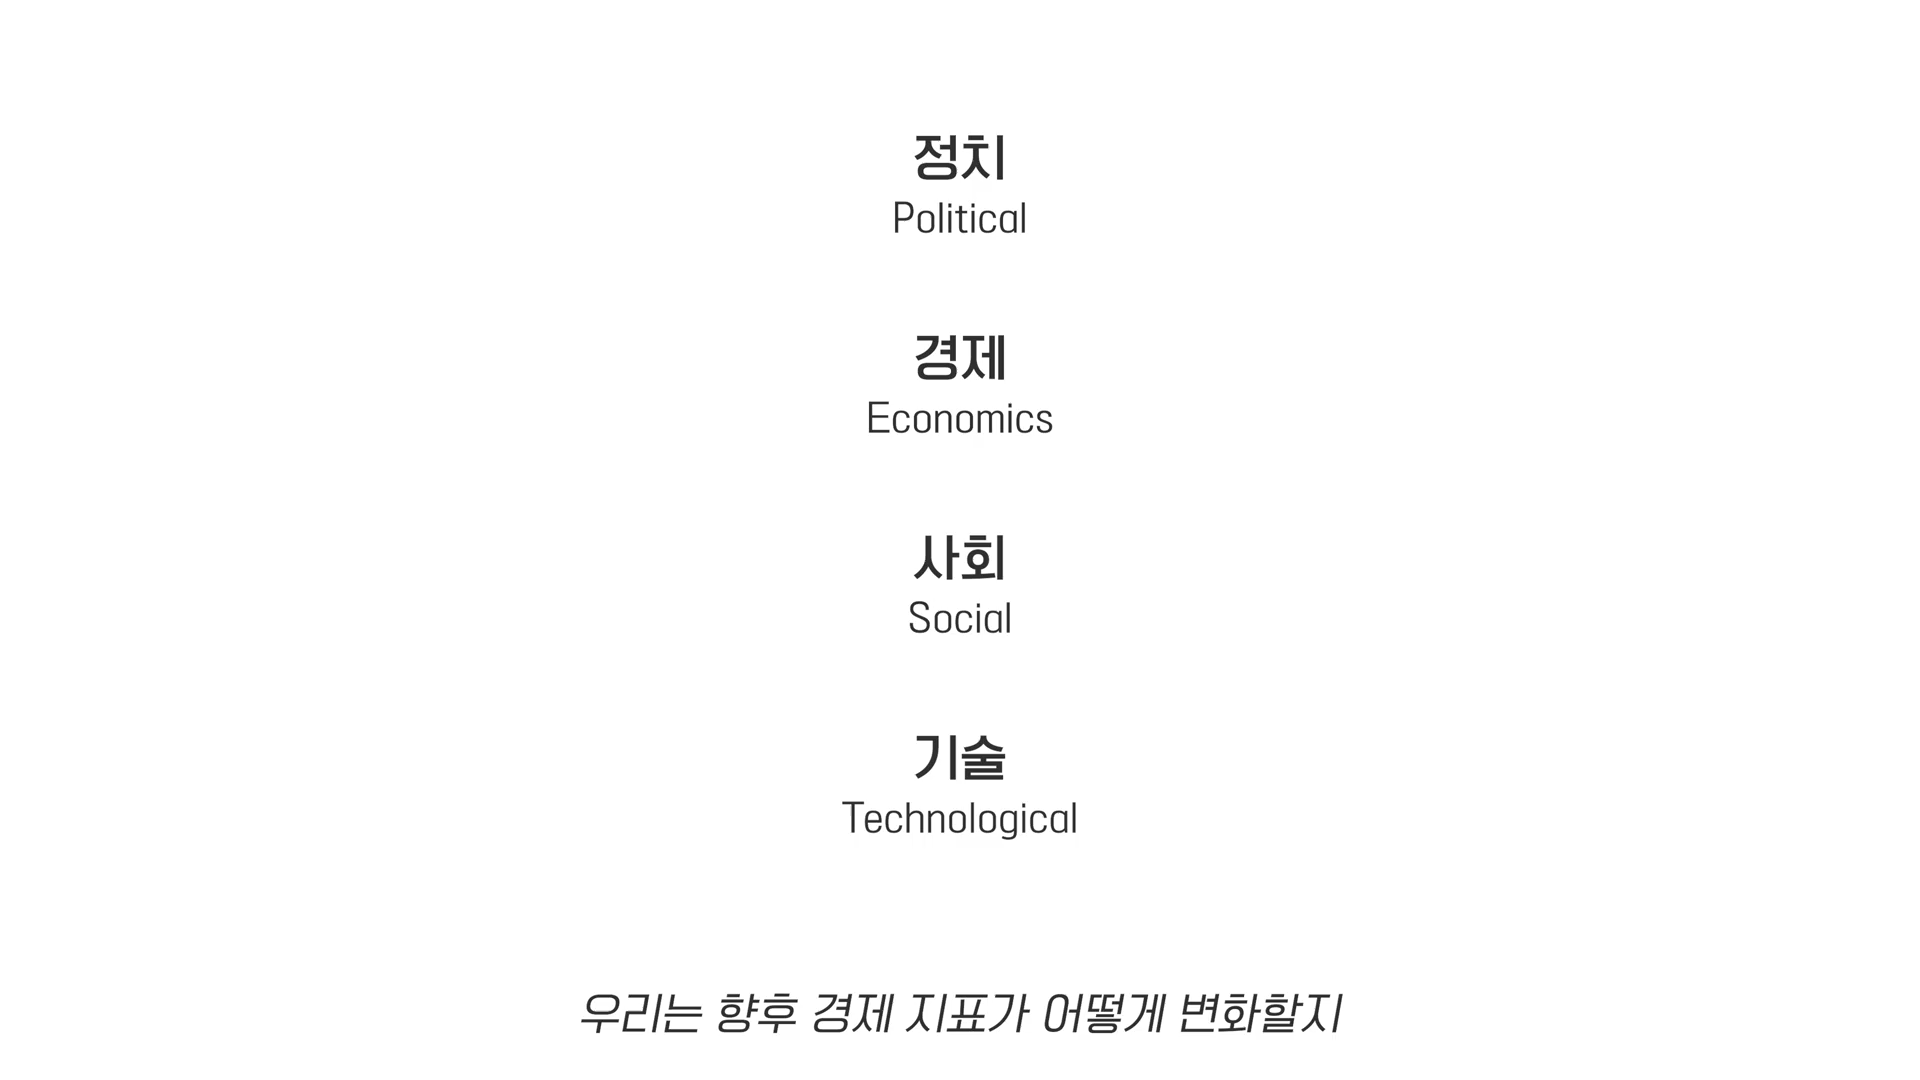 정치
Political
경제
Economics
사회
Social
기술
Technological
우리는 향후 경제 지표가 어떻게 변화할지